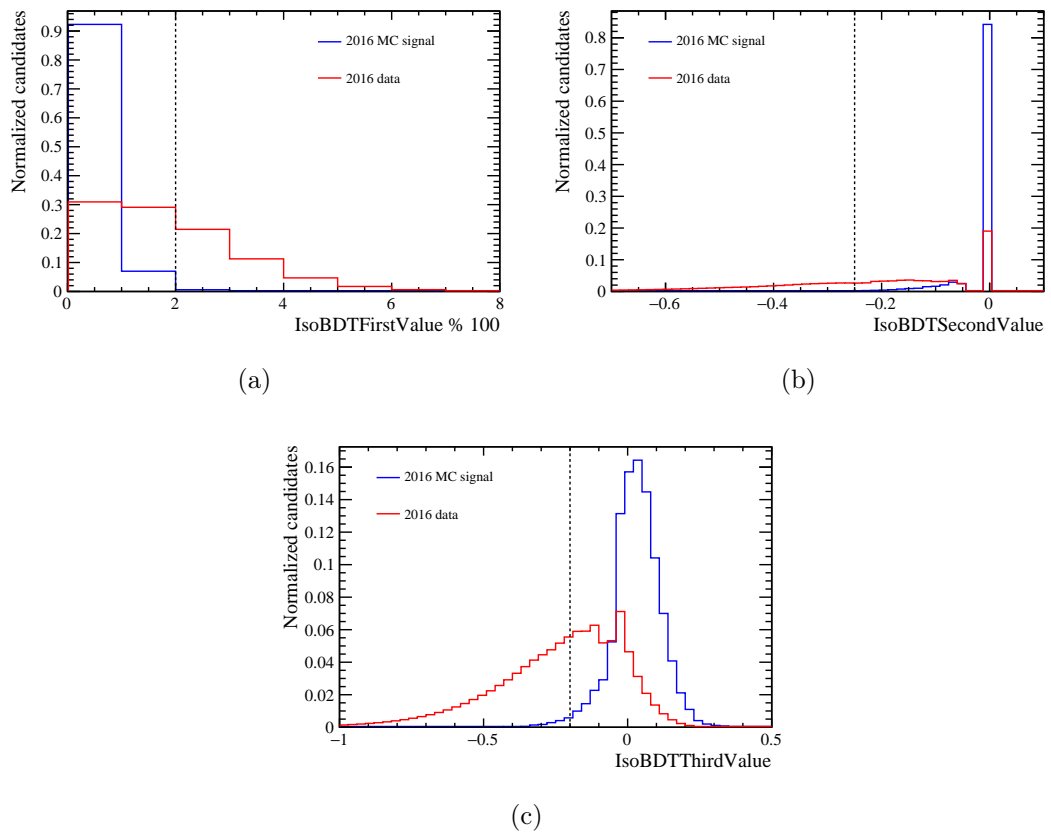 Normalized candidates
0.9
0.8
0.7
0.6
0.5
0.4
0.3
0.2
0.1
0
2016 MC signal
2016 data
0 2 4 6 8
IsoBDTFirstValue % 100
(a)
Normalized candidates
0.8
0.7
0.6
0.5
0.4
0.3
0.2
0.1
0
2016 MC signal
2016 data
−0.6 −0.4 −0.2 0
IsoBDTSecondValue
(b)
Normalized candidates
0.16
0.14
0.12
0.1
0.08
0.06
0.04
0.02
0
2016 MC signal
2016 data
-1 −0.5 0 0.5
IsoBDTThirdValue
(c)